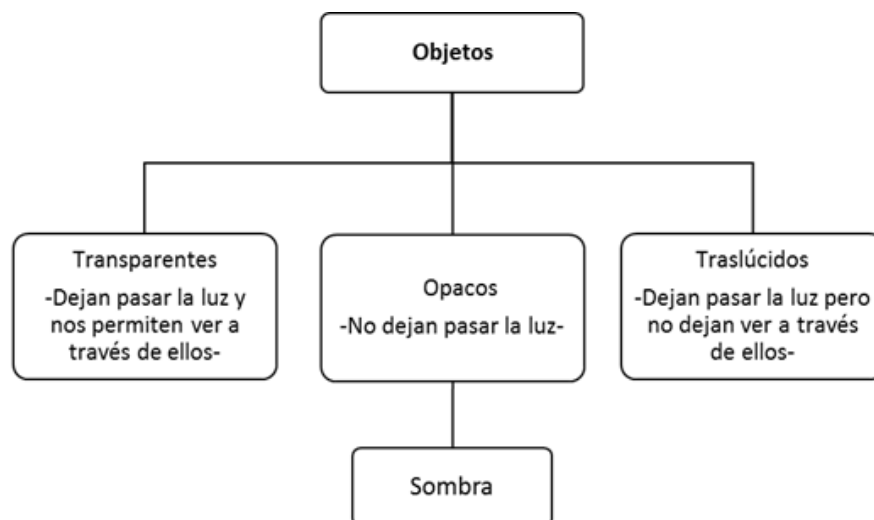 Objetos
Transparentes
-Dejan pasar la luz y
nos permiten ver a
través de ellos-
Opacos
-No dejan pasar la luz-
Traslúcidos
-Dejan pasar la luz pero
no dejan ver a través
de ellos-
Sombra